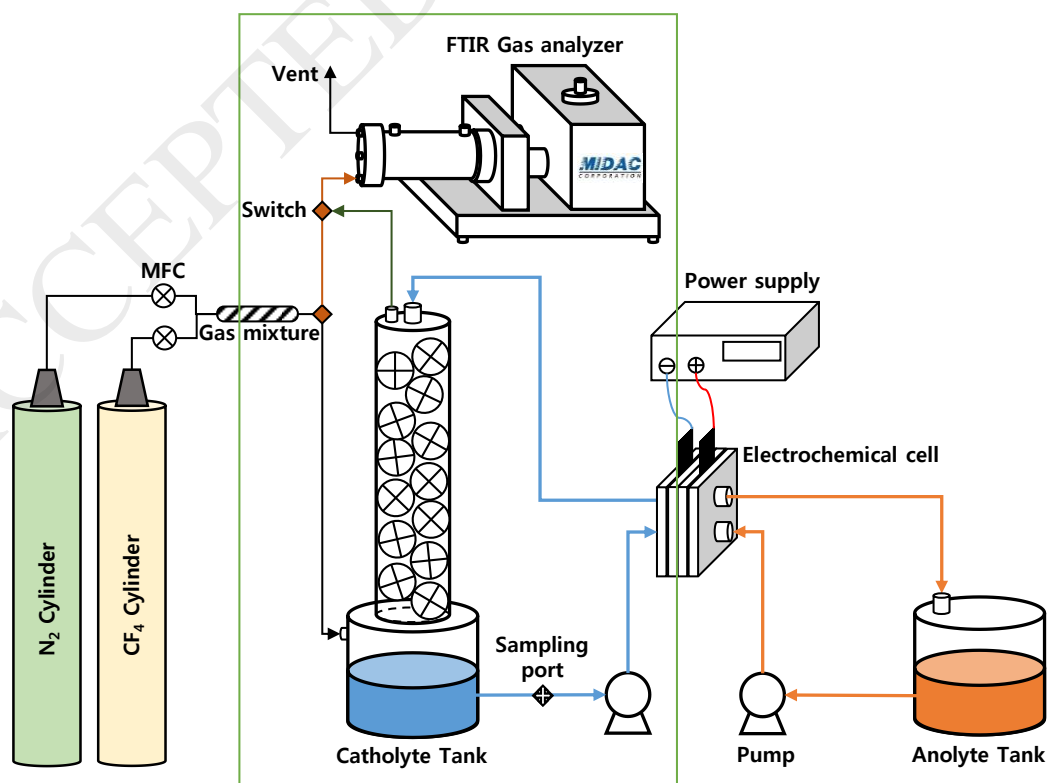 ACCEPTED
FTIR Gas analyzer
Vent
MIDAC
CORPORATION
Switch
MFC
Gas mixture
Power supply
Electrochemical cell
N₂ Cylinder
CF₄ Cylinder
Sampling
port
Catholyte Tank
Pump
Anolyte Tank